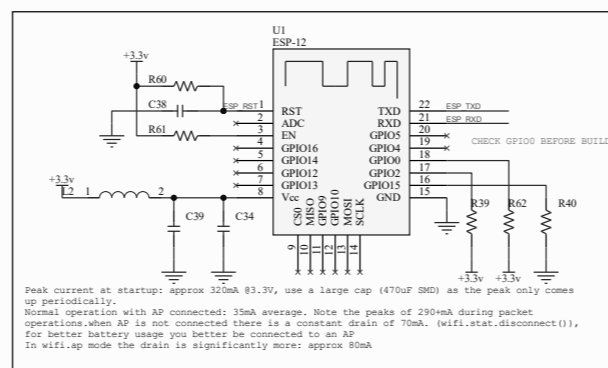 U1
ESP-12
+3.3v
R60
ESP RST
C38
R61
1 RST
2 ADC
3 EN
4 GPIO16
5 GPIO14
6 GPIO12
7 GPIO13
8 Vcc
TXD 22 ESP TXD
RXD 21 ESP RXD
GPIO5 20
GPIO4 19
GPIO0 18
GPIO2 17
GPIO16 16
GND 15
CHECK GPIO0 BEFORE BUILD
+3.3v
L2 1 2
C39
C34
R39
R62
R40
CS0 MISO GPIO9 GPIO10 MOSI SCLK
9 10 11 12 13 14
+3.3v +3.3v
Peak current at startup: approx 320mA @3.3V, use a large cap (470uF SMD) as the peak only comes
up periodically.
Normal operation with AP connected: 35mA average. Note the peaks of 290+mA during packet
operations.when AP is not connected there is a constant drain of 70mA. (wifi.stat.disconnect()),
for better battery usage you better be connected to an AP
In wifi.ap mode the drain is significantly more: approx 80mA